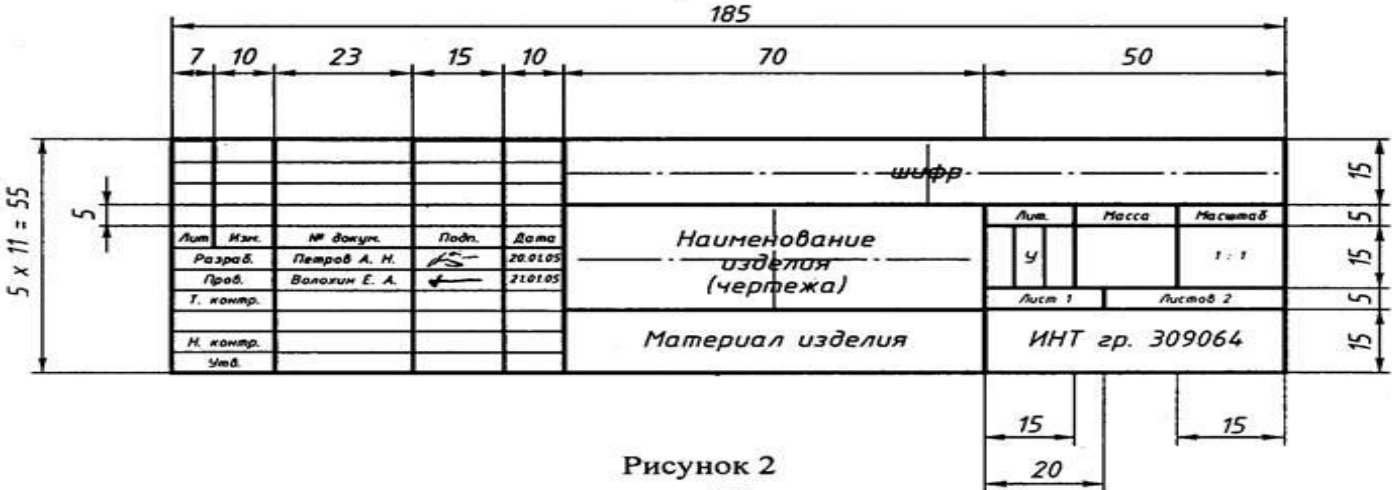 185
7 10 23 15 10 70 50
5 x 11 = 55
5
шифр
15
Лит Изм. № докум. Подп. Дата
Разраб. Петров А. Н. 20.01.05
Пров. Волохин Е. А. 21.01.05
Т. контр.
Н. контр.
Утв.
Наименование
изделия
(чертежа)
Материал изделия
Лит. Масса Масштаб
5
У 1 : 1
15
Лист 1 Листов 2
5
ИНТ гр. 309064
15
15 15
20
Рисунок 2